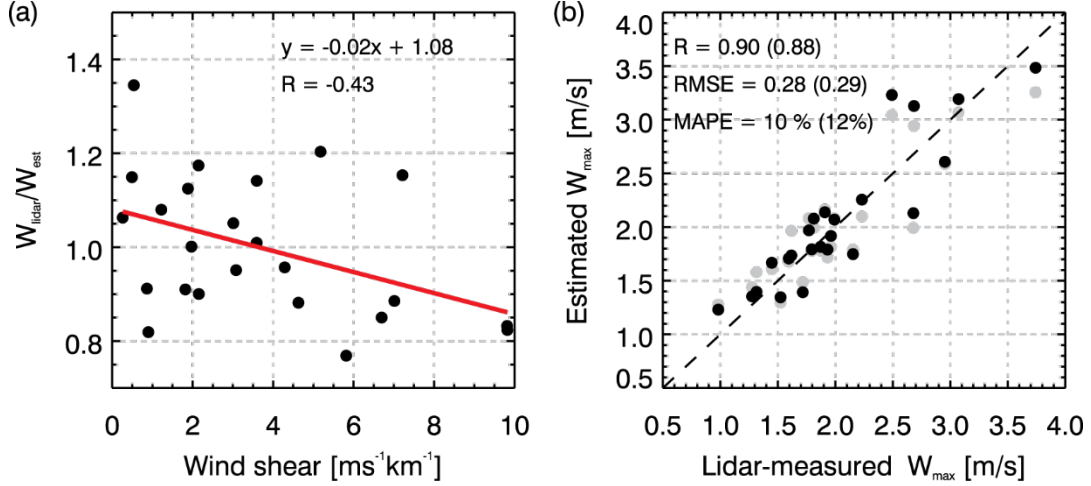 (a)
y = -0.02x + 1.08
R = -0.43
1.4
1.2
1.0
0.8
W_lidar/W_est
0 2 4 6 8 10
Wind shear [ms⁻¹km⁻¹]
(b)
R = 0.90 (0.88)
RMSE = 0.28 (0.29)
MAPE = 10 % (12%)
4.0
3.5
3.0
2.5
2.0
1.5
1.0
0.5
Estimated W_max [m/s]
0.5 1.0 1.5 2.0 2.5 3.0 3.5 4.0
Lidar-measured W_max [m/s]